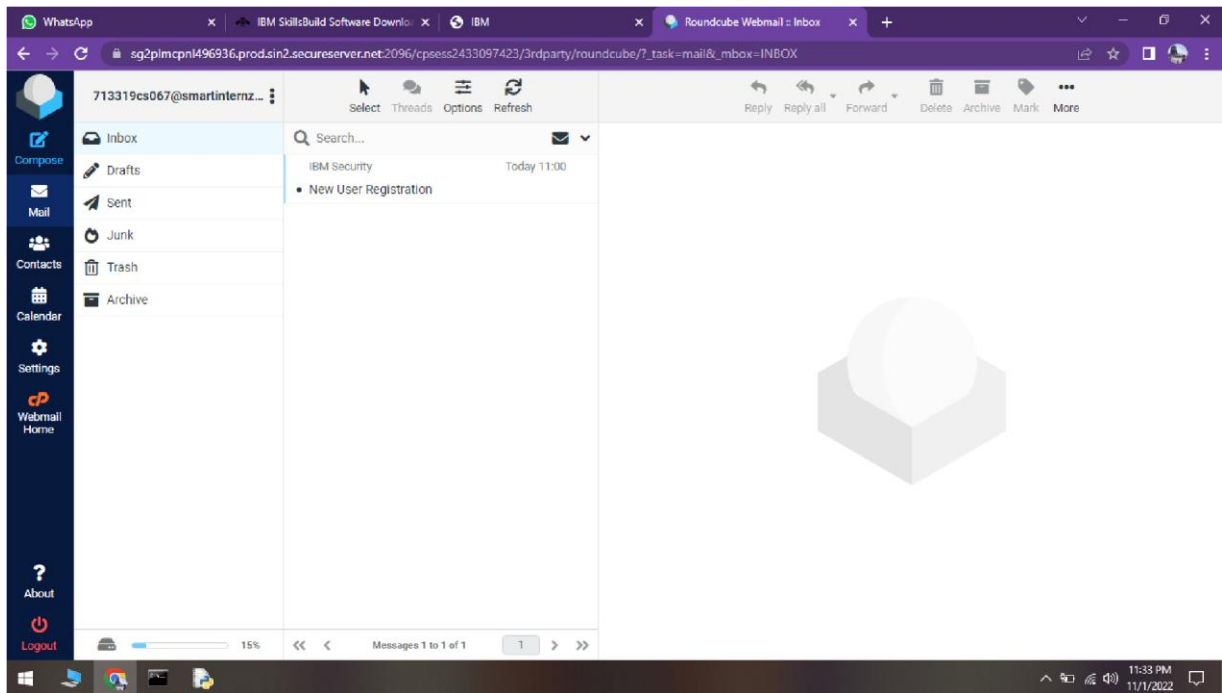 WhatsApp
IBM SkillsBuild Software Downlo
IBM
Roundcube Webmail :: Inbox
sg2plmcpnl496936.prod.sin2.secureserver.net:2096/cpsess2433097423/3rdparty/roundcube/?_task=mail&_mbox=INBOX
713319cs067@smartinternz...
Select Threads Options Refresh
Reply Reply all Forward Delete Archive Mark More
Compose
Mail
Contacts
Calendar
Settings
cP
Webmail
Home
About
Logout
Inbox
Drafts
Sent
Junk
Trash
Archive
15%
Search...
IBM Security Today 11:00
• New User Registration
Messages 1 to 1 of 1
1
11:33 PM
11/1/2022